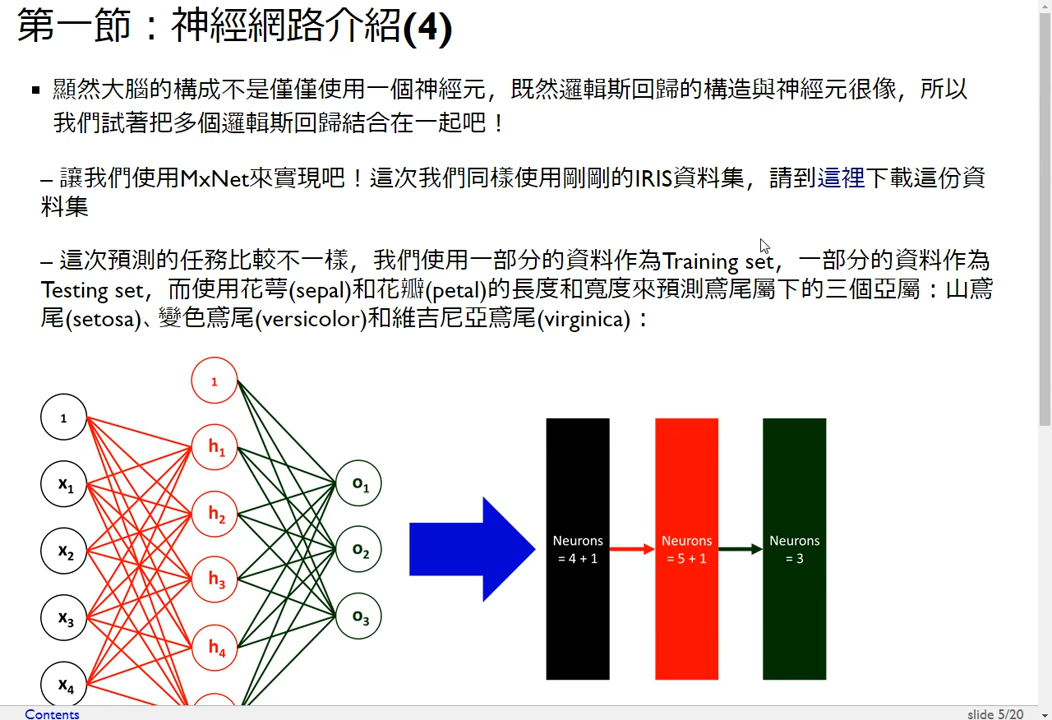 第一節：神經網路介紹(4)
▪ 顯然大腦的構成不是僅僅使用一個神經元，既然邏輯斯回歸的構造與神經元很像，所以
我們試著把多個邏輯斯回歸結合在一起吧！
– 讓我們使用MxNet來實現吧！這次我們同樣使用剛剛的IRIS資料集，請到這裡下載這份資
料集
– 這次預測的任務比較不一樣，我們使用一部分的資料作為Training set，一部分的資料作為
Testing set，而使用花萼(sepal)和花瓣(petal)的長度和寬度來預測鳶尾屬下的三個亞屬：山鳶
尾(setosa)、變色鳶尾(versicolor)和維吉尼亞鳶尾(virginica)：
1
1
h1
x1
o1
h2
x2
o2
h3
x3
o3
h4
x4
Neurons
= 4 + 1
Neurons
= 5 + 1
Neurons
= 3
Contents
slide 5/20